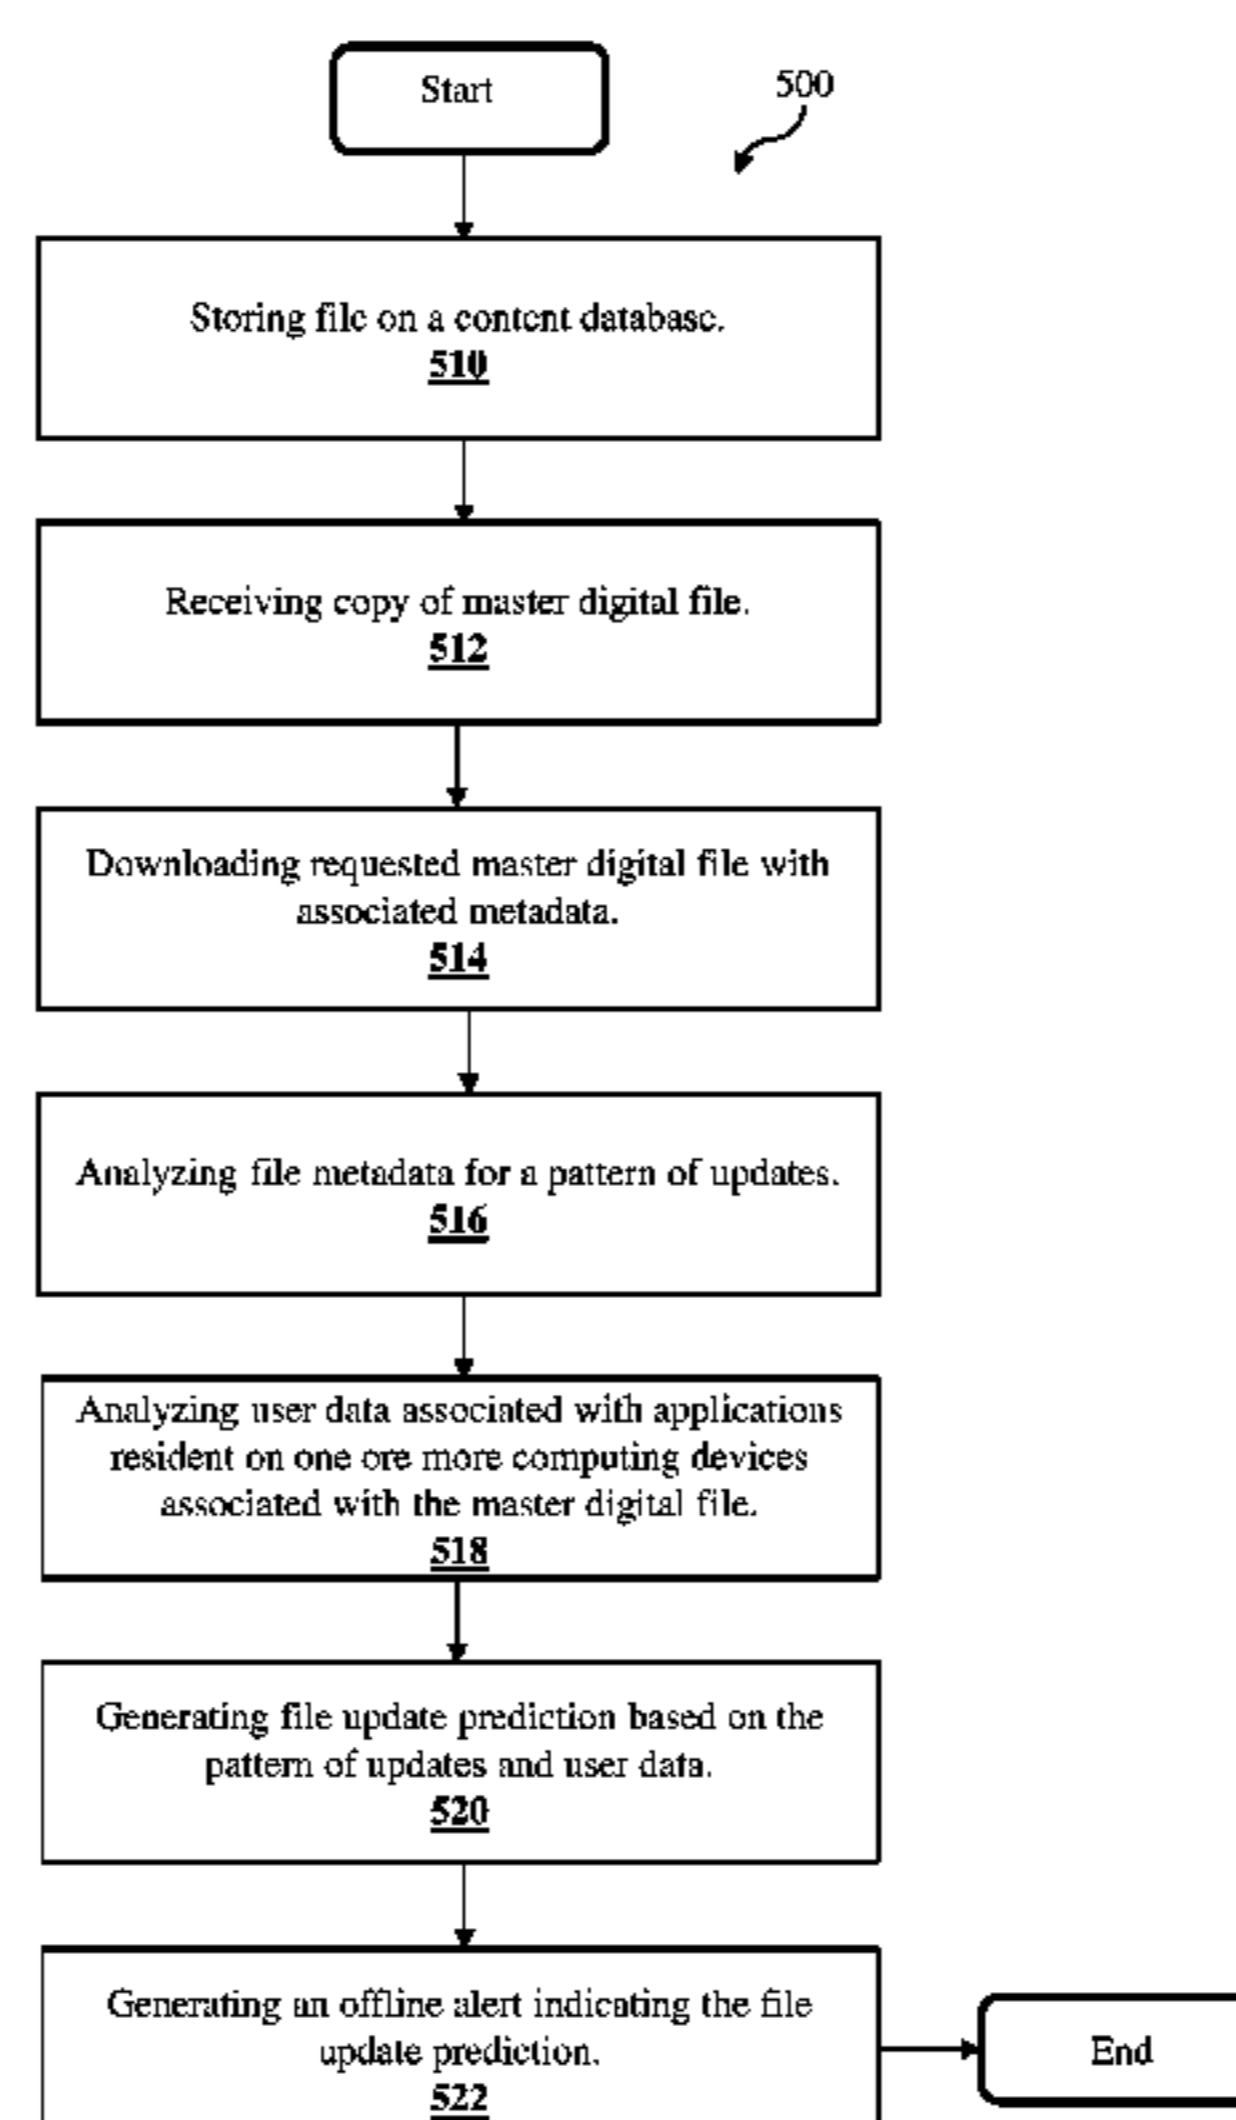 Start
500
Storing file on a content database.
510
Receiving copy of master digital file.
512
Downloading requested master digital file with
associated metadata.
514
Analyzing file metadata for a pattern of updates.
516
Analyzing user data associated with applications
resident on one ore more computing devices
associated with the master digital file.
518
Generating file update prediction based on the
pattern of updates and user data.
520
Generating an offline alert indicating the file
update prediction.
522
End